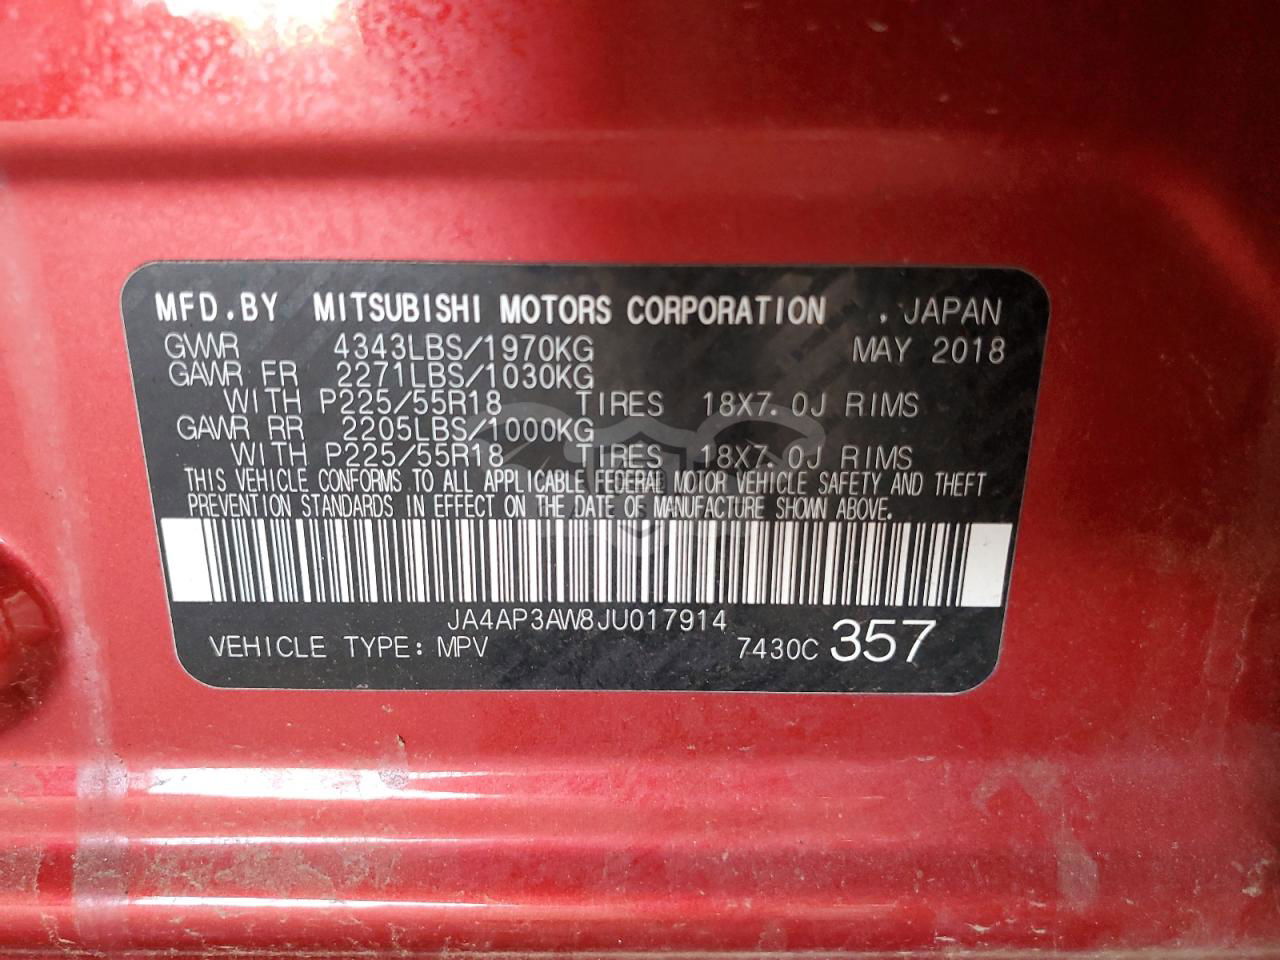 MFD.BY MITSUBISHI MOTORS CORPORATION . JAPAN
GVWR 4343LBS/1970KG MAY 2018
GAWR FR 2271LBS/1030KG
WITH P225/55R18 TIRES 18X7.0J RIMS
GAWR RR 2205LBS/1000KG
WITH P225/55R18 TIRES 18X7.0J RIMS
THIS VEHICLE CONFORMS TO ALL APPLICABLE FEDERAL MOTOR VEHICLE SAFETY AND THEFT
PREVENTION STANDARDS IN EFFECT ON THE DATE OF MANUFACTURE SHOWN ABOVE.
JA4AP3AW8JU017914
VEHICLE TYPE: MPV 7430C 357